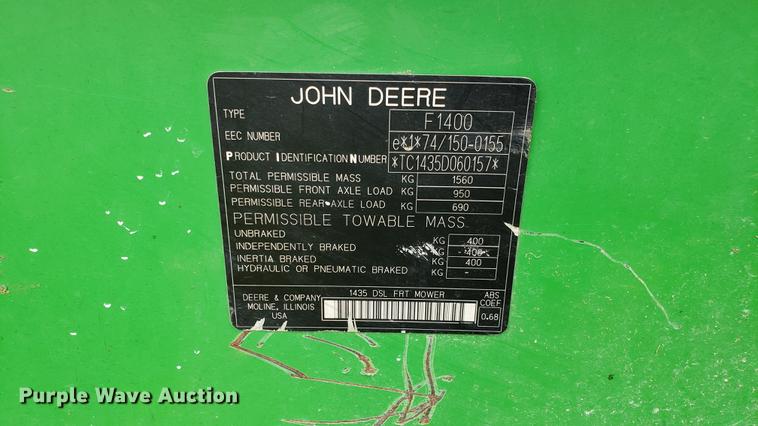 JOHN DEERE
TYPE F1400
EEC NUMBER e*1*74/150-0155
PRODUCT IDENTIFICATION NUMBER *TC1435D060157*
TOTAL PERMISSIBLE MASS KG 1560
PERMISSIBLE FRONT AXLE LOAD KG 950
PERMISSIBLE REAR AXLE LOAD KG 690
PERMISSIBLE TOWABLE MASS
UNBRAKED KG 400
INDEPENDENTLY BRAKED KG 400
INERTIA BRAKED KG 400
HYDRAULIC OR PNEUMATIC BRAKED KG -
DEERE & COMPANY
MOLINE, ILLINOIS
USA
1435 DSL FRT MOWER
ABS
COEF
0.68
Purple Wave Auction